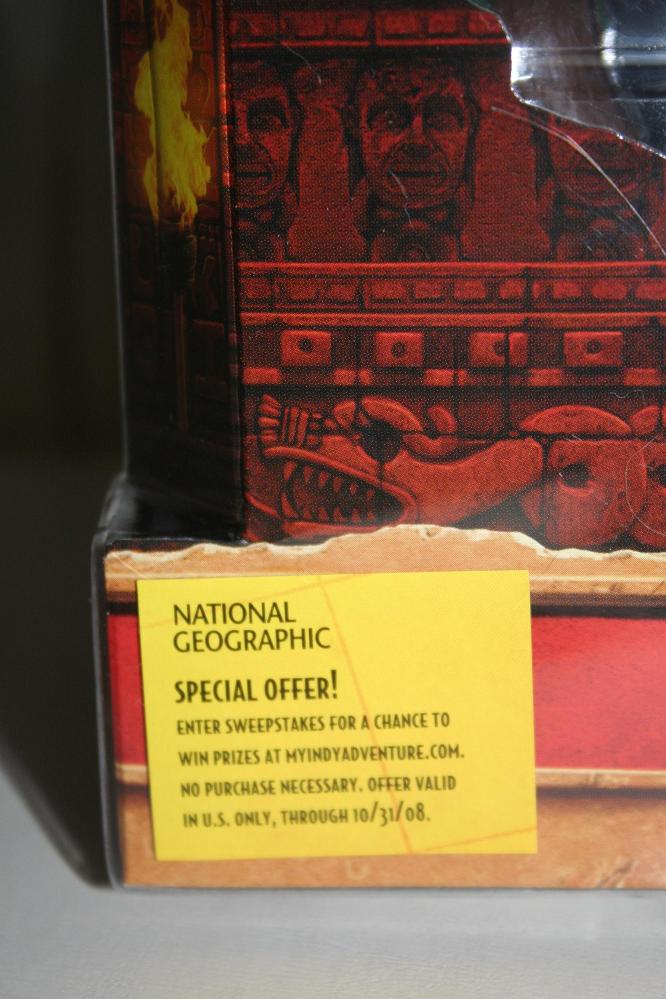 NATIONAL
GEOGRAPHIC
SPECIAL OFFER!
ENTER SWEEPSTAKES FOR A CHANCE TO
WIN PRIZES AT MYINDYADVENTURE.COM.
NO PURCHASE NECESSARY. OFFER VALID
IN U.S. ONLY, THROUGH 10/31/08.